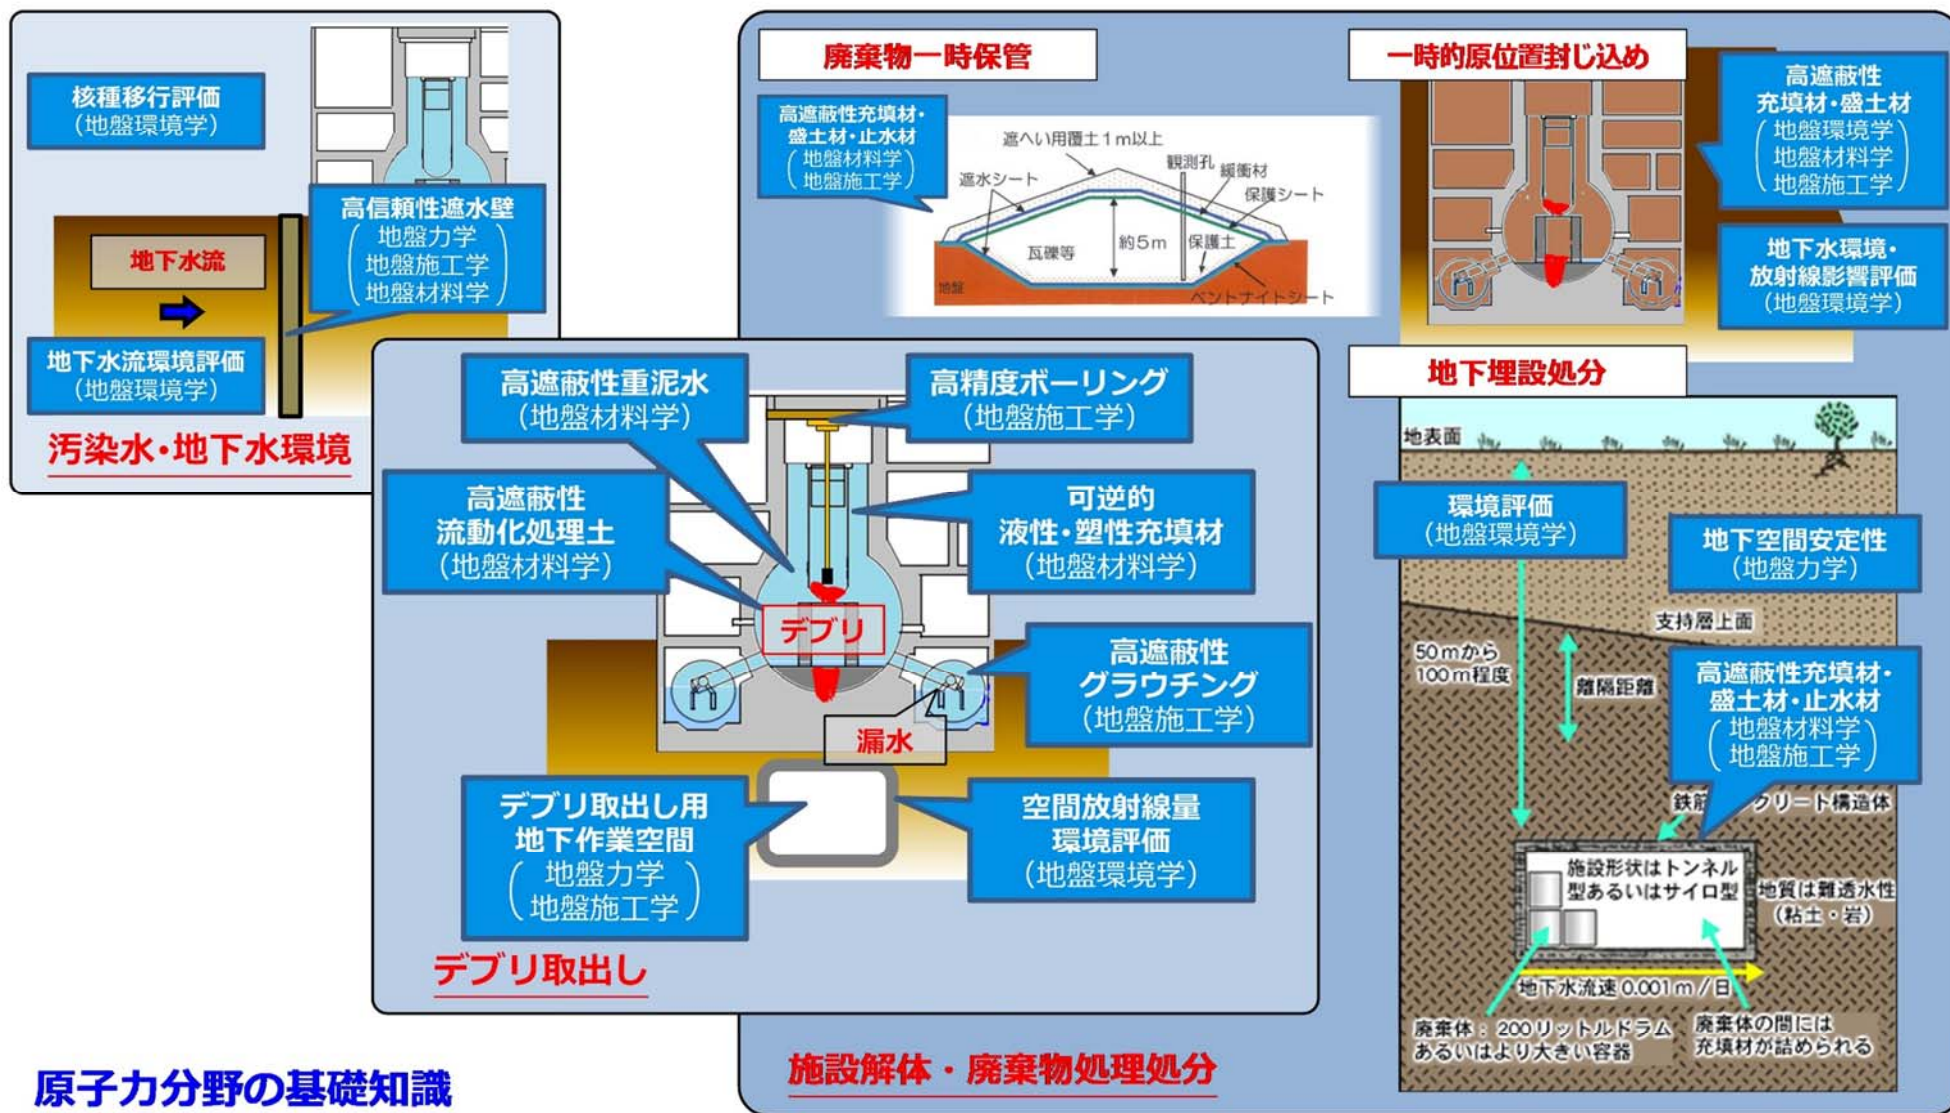 核種移行評価
(地盤環境学)
高信頼性遮水壁
地盤力学
地盤施工学
地盤材料学
地下水流
地下水流環境評価
(地盤環境学)
汚染水・地下水環境
廃棄物一時保管
高遮蔽性充填材・
盛土材・止水材
地盤材料学
地盤施工学
遮へい用覆土1m以上
遮水シート
観測孔
緩衝材
保護シート
約5m
保護土
瓦礫等
地盤
ベントナイトシート
一時的原位置封じ込め
高遮蔽性
充填材・盛土材
地盤環境学
地盤材料学
地盤施工学
地下水環境・
放射線影響評価
(地盤環境学)
高遮蔽性重泥水
(地盤材料学)
高精度ボーリング
(地盤施工学)
高遮蔽性
流動化処理土
(地盤材料学)
可逆的
液性・塑性充填材
(地盤材料学)
デブリ
高遮蔽性
グラウチング
(地盤施工学)
漏水
デブリ取出し用
地下作業空間
地盤力学
地盤施工学
空間放射線量
環境評価
(地盤環境学)
デブリ取出し
地下埋設処分
地表面
環境評価
(地盤環境学)
地下空間安定性
(地盤力学)
支持層上面
50mから
100m程度
離隔距離
高遮蔽性充填材・
盛土材・止水材
地盤材料学
地盤施工学
鉄筋 クリート構造体
施設形状はトンネル
型あるいはサイロ型
地質は難透水性
(粘土・岩)
地下水流速0.001m/日
廃棄体:200リットルドラム
あるいはより大きい容器
廃棄体の間には
充填材が詰められる
施設解体・廃棄物処理処分
原子力分野の基礎知識